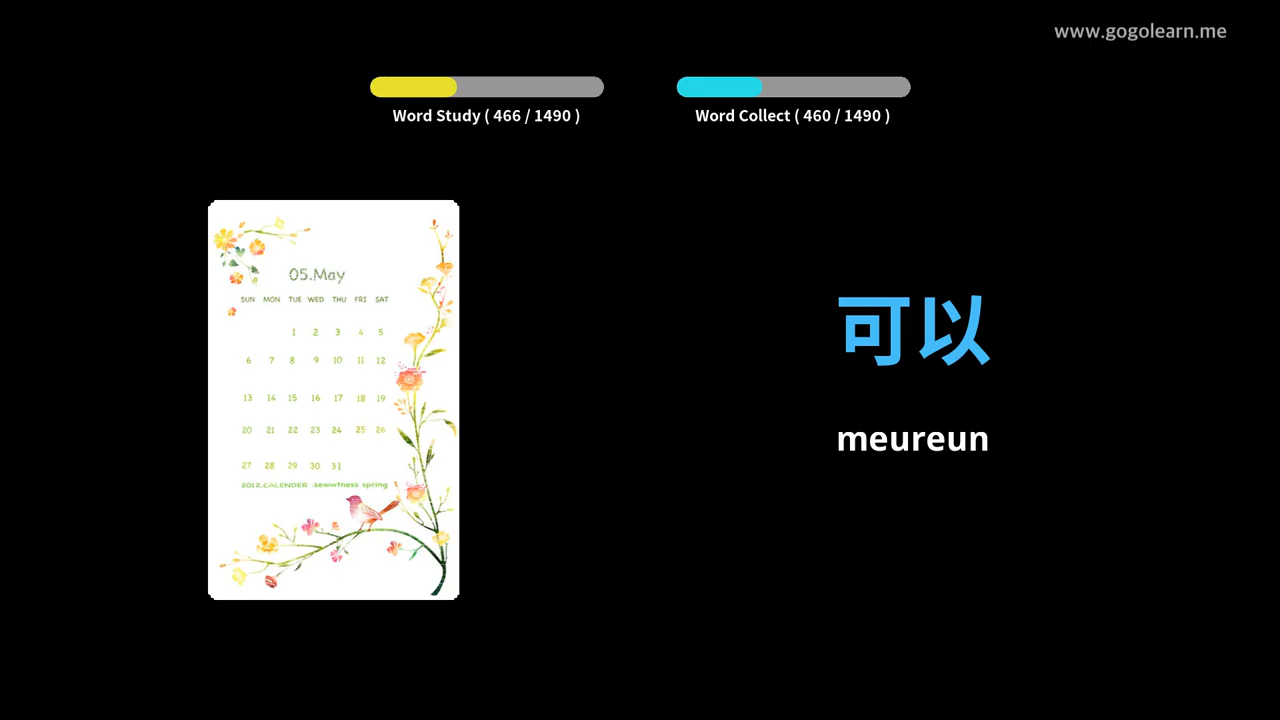 www.gogolearn.me
Word Study ( 466 / 1490 )
Word Collect ( 460 / 1490 )
05.May
SUN MON TUE WED THU FRI SAT
1 2 3 4 5
6 7 8 9 10 11 12
13 14 15 16 17 18 19
20 21 22 23 24 25 26
27 28 29 30 31
2012.CALENDER .sewwtness spring
可以
meureun